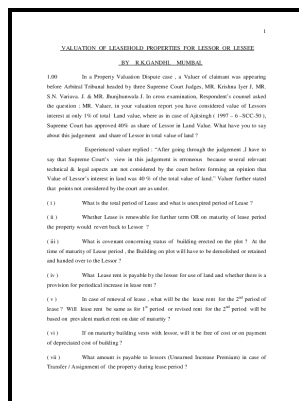 1
VALUATION OF LEASEHOLD PROPERTIES FOR LESSOR OR LESSEE
BY R.K.GANDHI, MUMBAI.
1.00 In a Property Valuation Dispute case , a Valuer of claimant was appearing
before Arbitral Tribunal headed by three Supreme Court Judges, MR. Krishna Iyer J, MR.
S.N. Variava. J. & MR. Jhunjhunwala J. In cross examination, Respondent's counsel asked
the question : MR. Valuer, in your valuation report you have considered value of Lessors
interest at only 1% of total Land value, where as in case of Ajitsingh ( 1997 – 6 –SCC-50 ),
Supreme Court has approved 40% as share of Lessor in Land Value. What have you to say
about this judgement and share of Lessor in total value of land ?
Experienced valuer replied : "After going through the judgement ,I have to
say that Supreme Court's view in this judgement is erroneous because several relevant
technical & legal aspects are not considered by the court before forming an opinion that
Value of Lessor's interest in land was 40 % of the total value of land." Valuer further stated
that points not considered by the court are as under.
( i ) What is the total period of Lease and what is unexpired period of Lease ?
( ii ) Whether Lease is renewable for further term OR on maturity of lease period
the property would revert back to Lessor ?
( iii ) What is covenant concerning status of building erected on the plot ? At the
time of maturity of Lease period , the Building on plot will have to be demolished or retained
and handed over to the Lessor ?
( iv ) What Lease rent is payable by the lessee for use of land and whether there is a
provision for periodical increase in lease rent ?
( v ) In case of renewal of lease , what will be the lease rent for the 2nd period of
lease ? Will lease rent be same as for 1st period or revised rent for the 2nd period will be
based on prevalent market rent on date of maturity ?
( vi ) If on maturity building vests with lessor, will it be free of cost or on payment
of depreciated cost of building ?
( vii ) What amount is payable to lessors (Unearned Increase Premium) in case of
Transfer / Assignment of the property during lease period ?